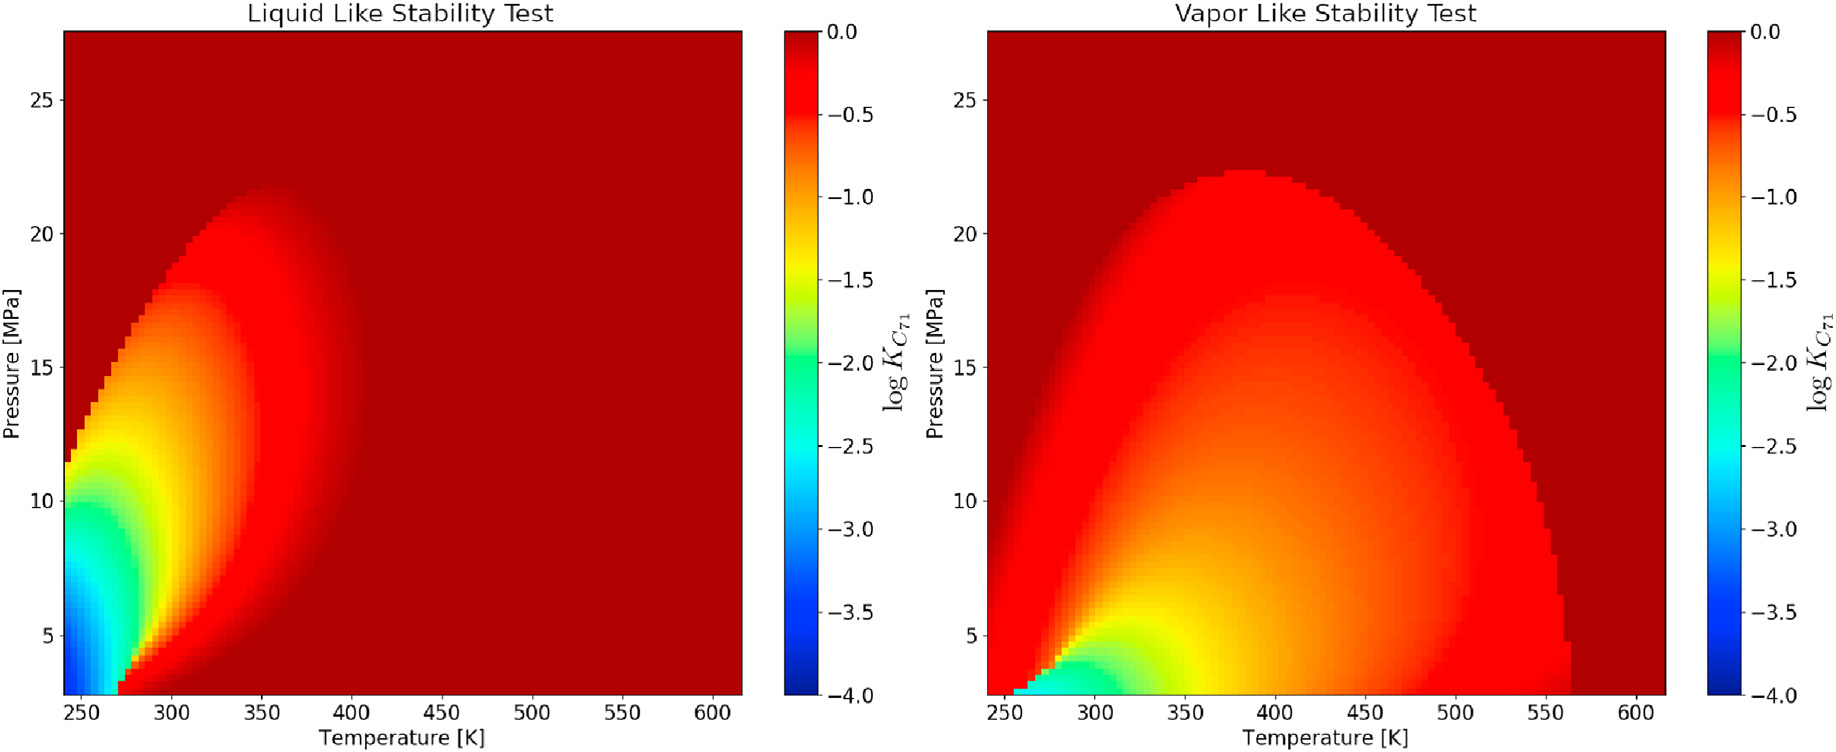 Liquid Like Stability Test
Pressure [MPa]
25
20
15
10
5
250 300 350 400 450 500 550 600
Temperature [K]
0.0
−0.5
−1.0
−1.5
−2.0
−2.5
−3.0
−3.5
−4.0
log K_{C_{71}}
Vapor Like Stability Test
Pressure [MPa]
25
20
15
10
5
250 300 350 400 450 500 550 600
Temperature [K]
0.0
−0.5
−1.0
−1.5
−2.0
−2.5
−3.0
−3.5
−4.0
log K_{C_{71}}